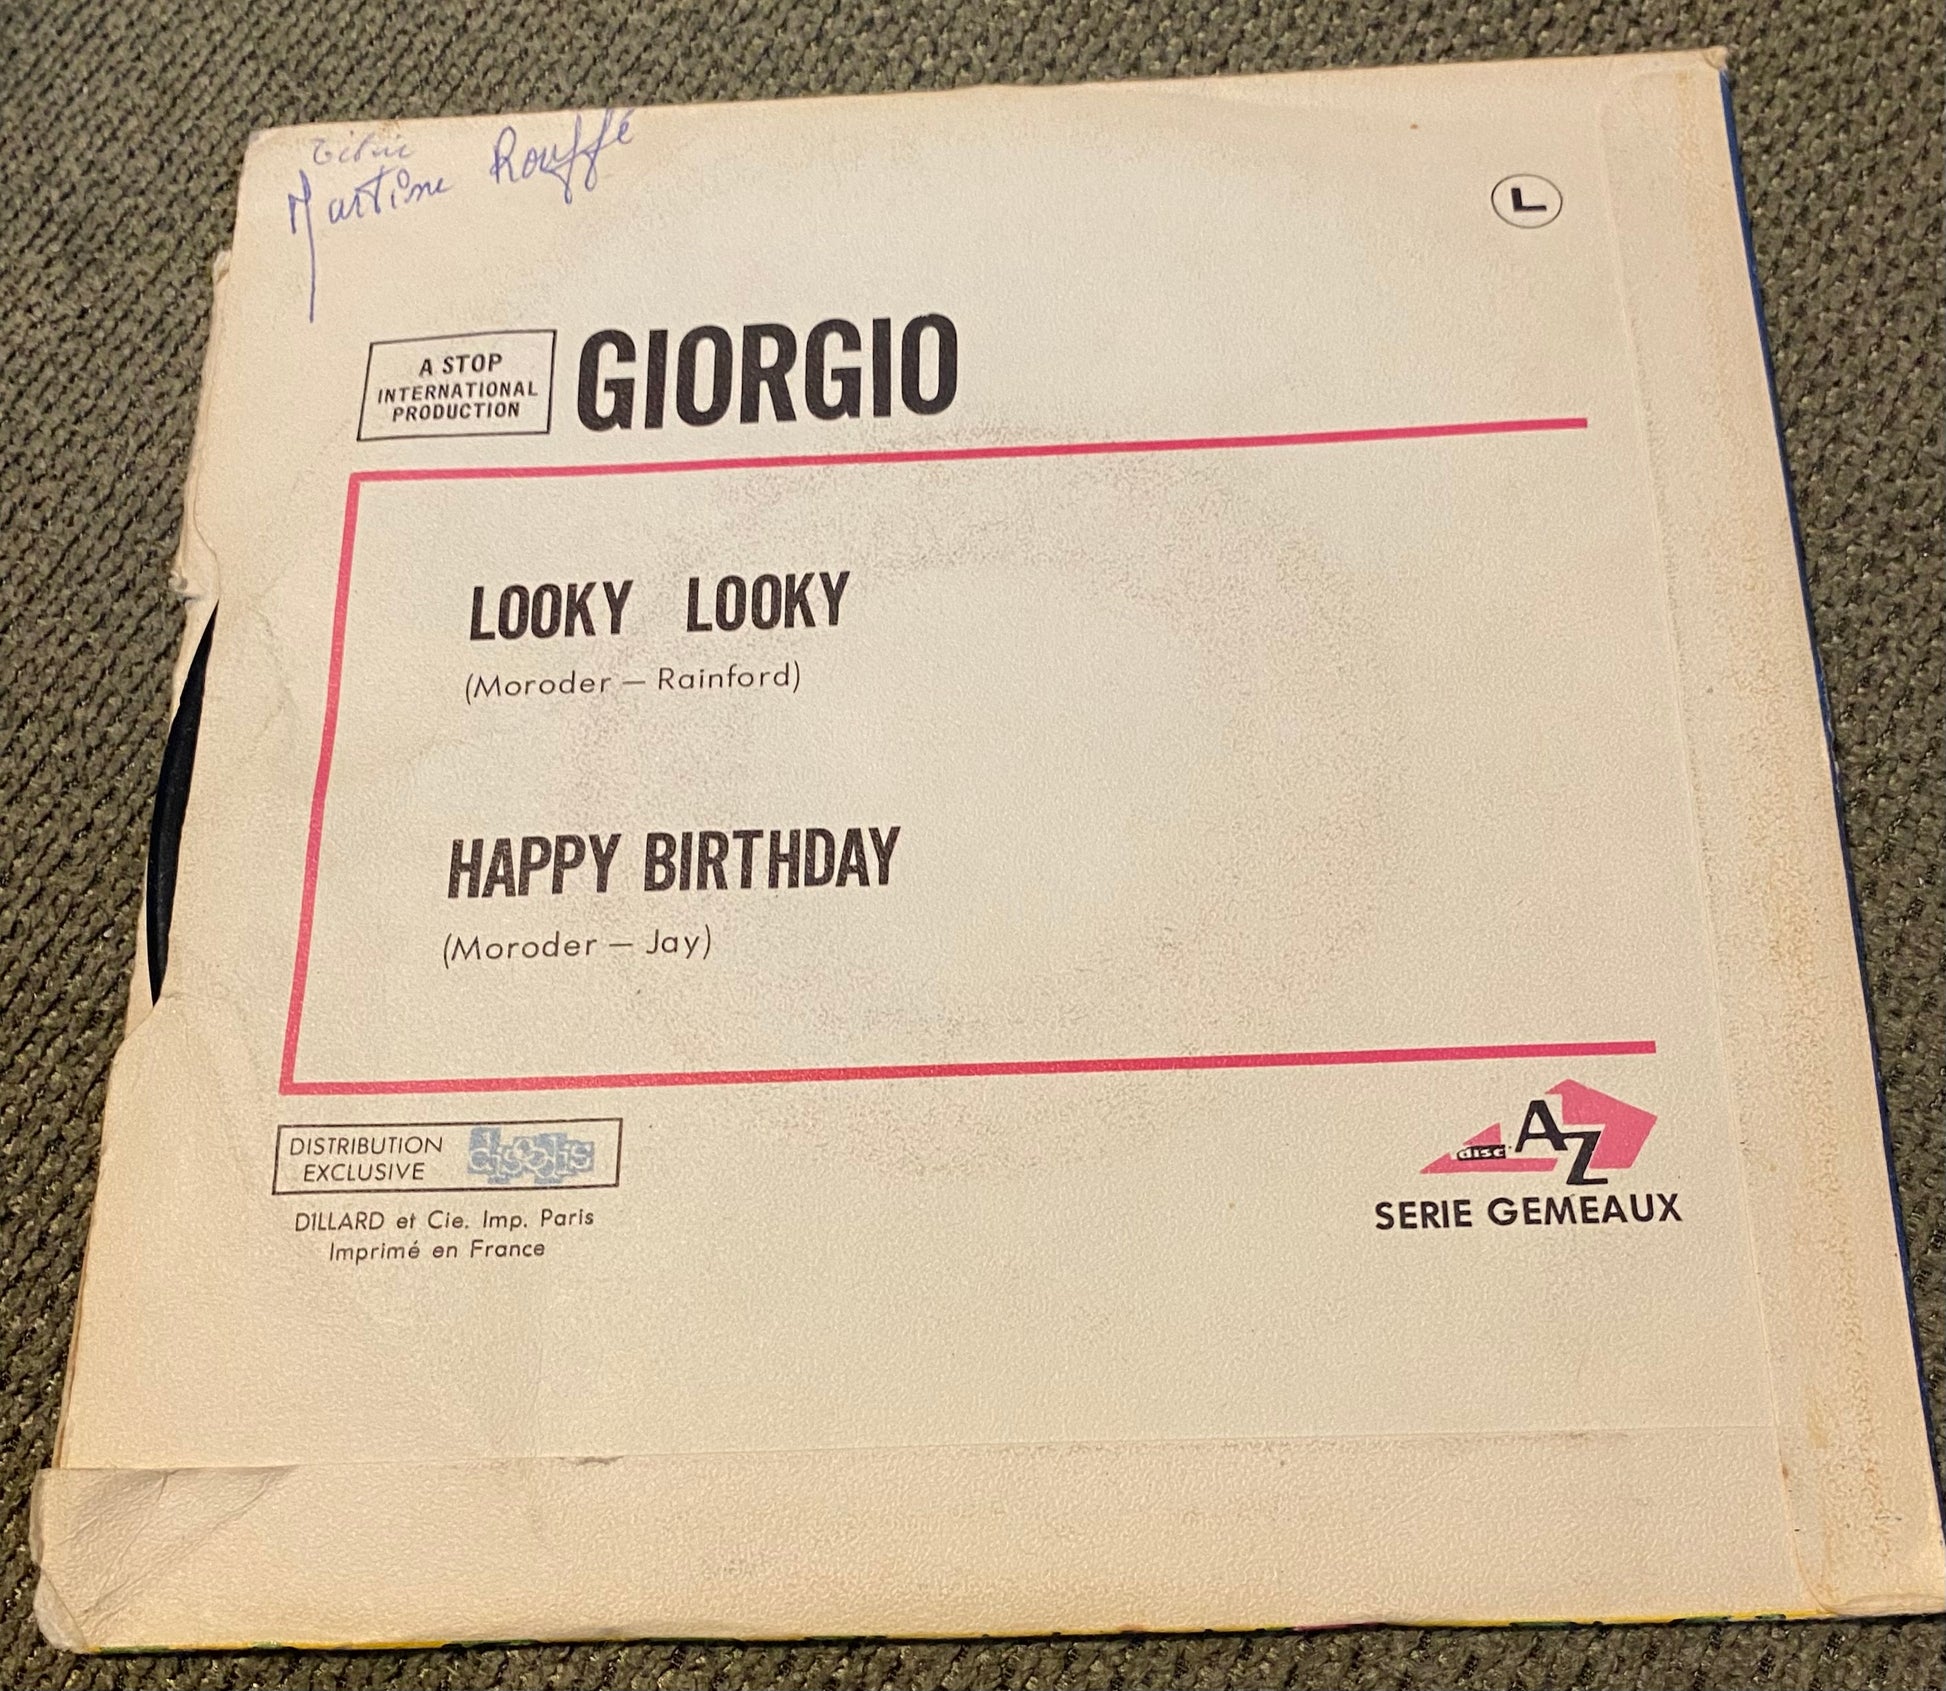 Martine Rouffé
L
A STOP
INTERNATIONAL
PRODUCTION
GIORGIO
LOOKY LOOKY
(Moroder – Rainford)
HAPPY BIRTHDAY
(Moroder – Jay)
DISTRIBUTION
EXCLUSIVE
discodis
DILLARD et Cie. Imp. Paris
Imprimé en France
disc AZ
SERIE GEMEAUX